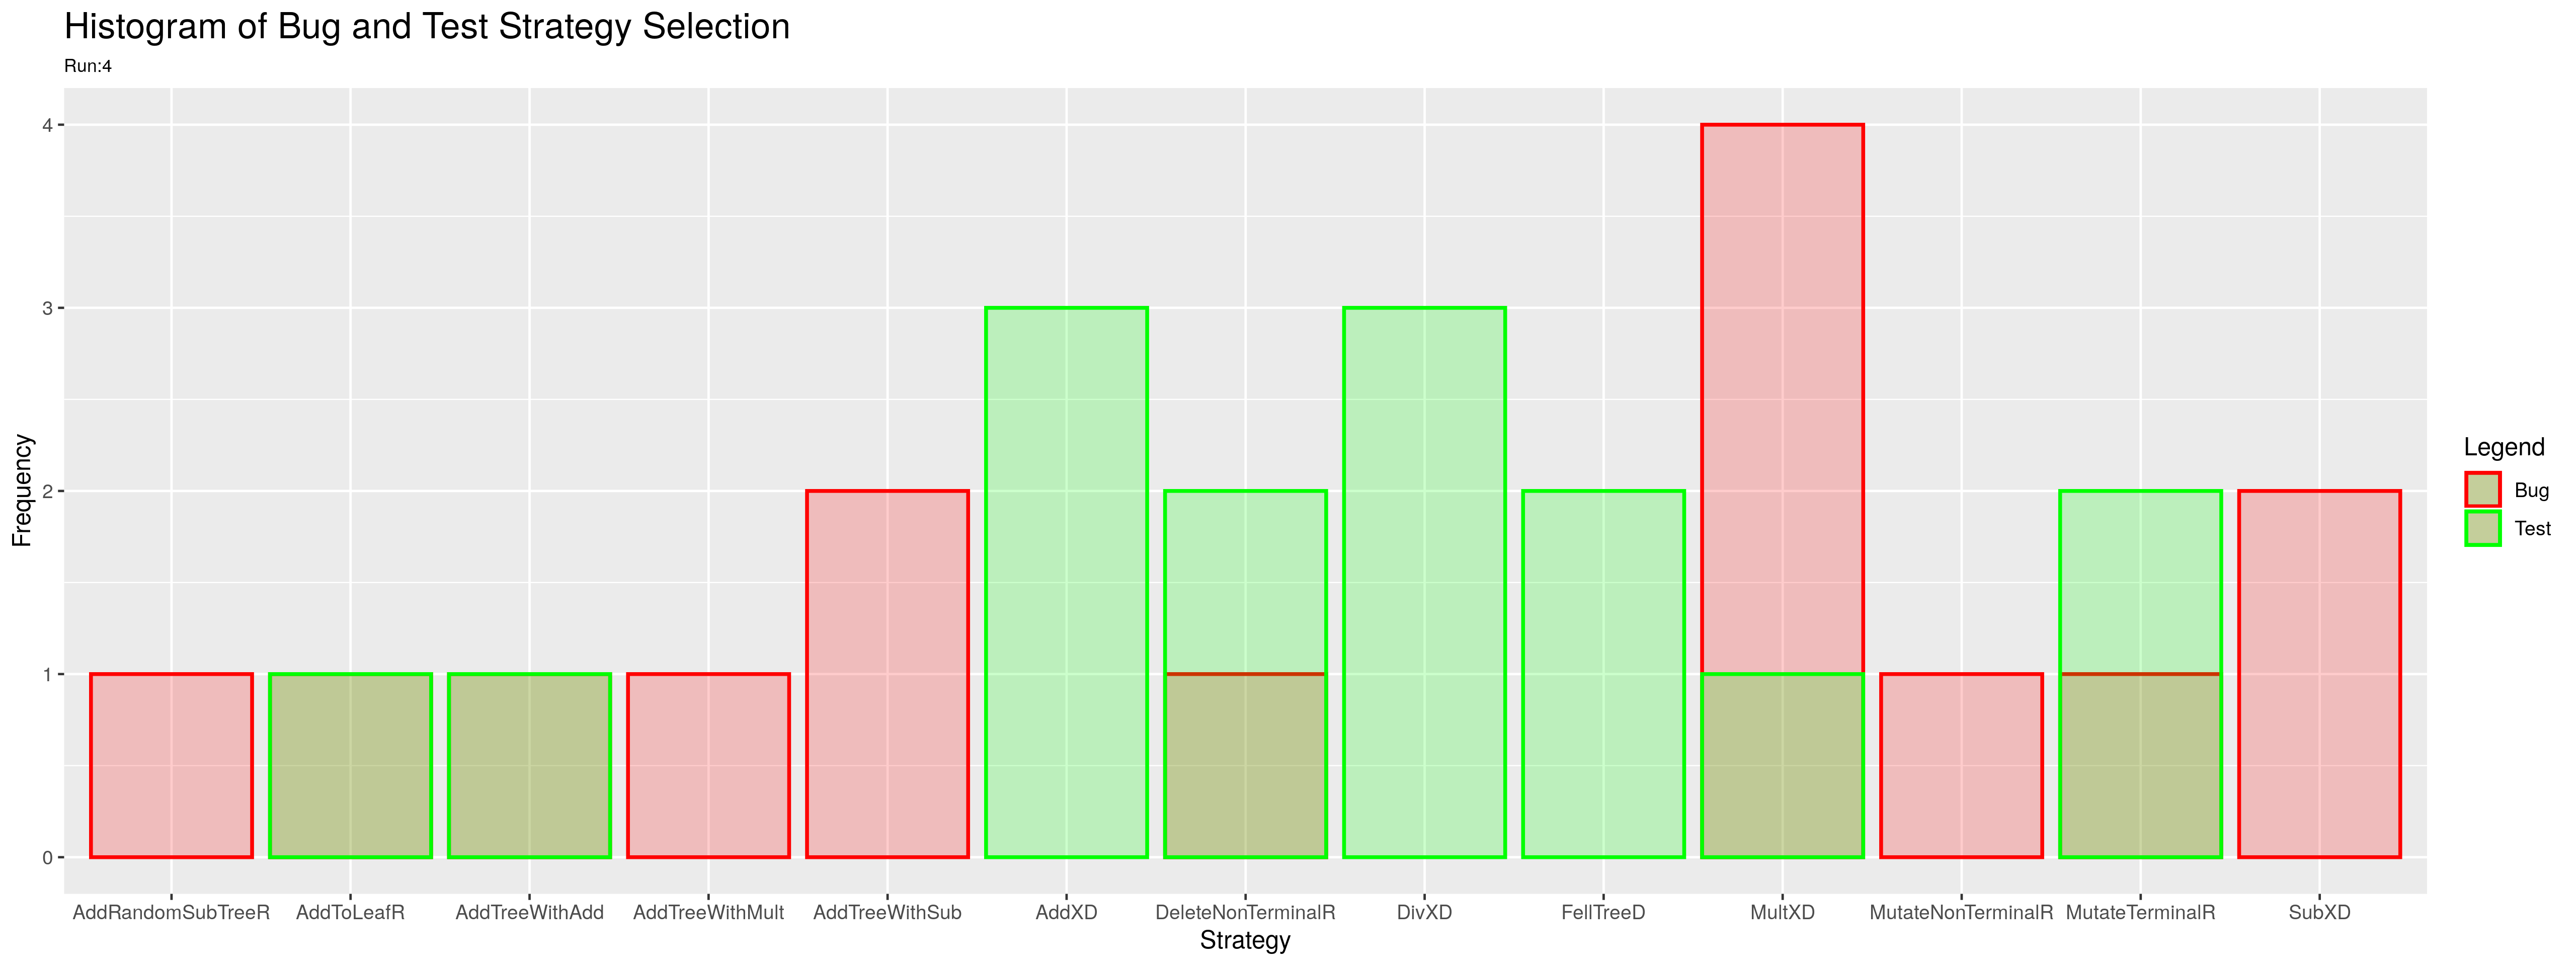 Histogram of Bug and Test Strategy Selection
Run:4
Frequency
4
3
2
1
0
AddRandomSubTreeR AddToLeafR AddTreeWithAdd AddTreeWithMult AddTreeWithSub AddXD DeleteNonTerminalR DivXD FellTreeD MultXD MutateNonTerminalR MutateTerminalR SubXD
Strategy
Legend
Bug
Test